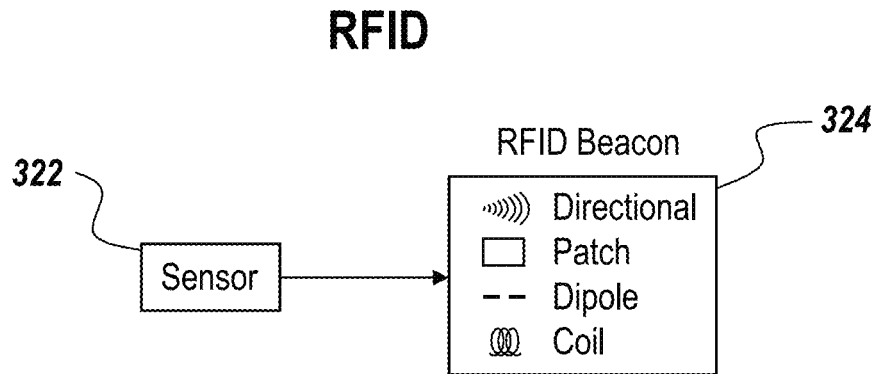 RFID
324
RFID Beacon
322
Directional
Patch
Sensor
Dipole
Coil